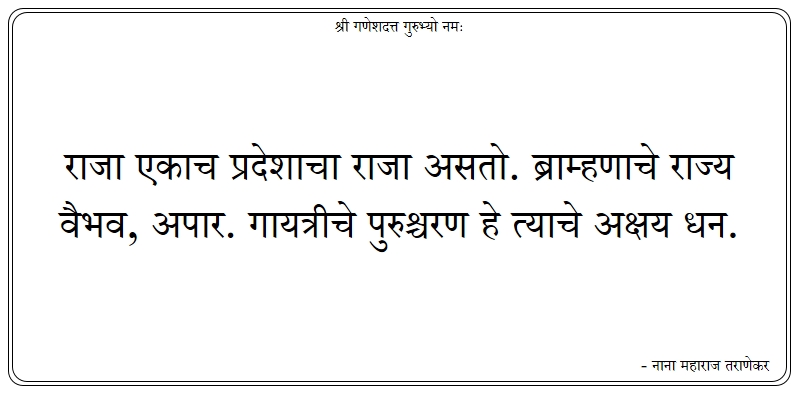 श्री गणेशदत्त गुरुभ्यो नमः
राजा एकाच प्रदेशाचा राजा असतो. ब्राम्हणाचे राज्य
वैभव, अपार. गायत्रीचे पुरुश्चरण हे त्याचे अक्षय धन.
- नाना महाराज तराणेकर